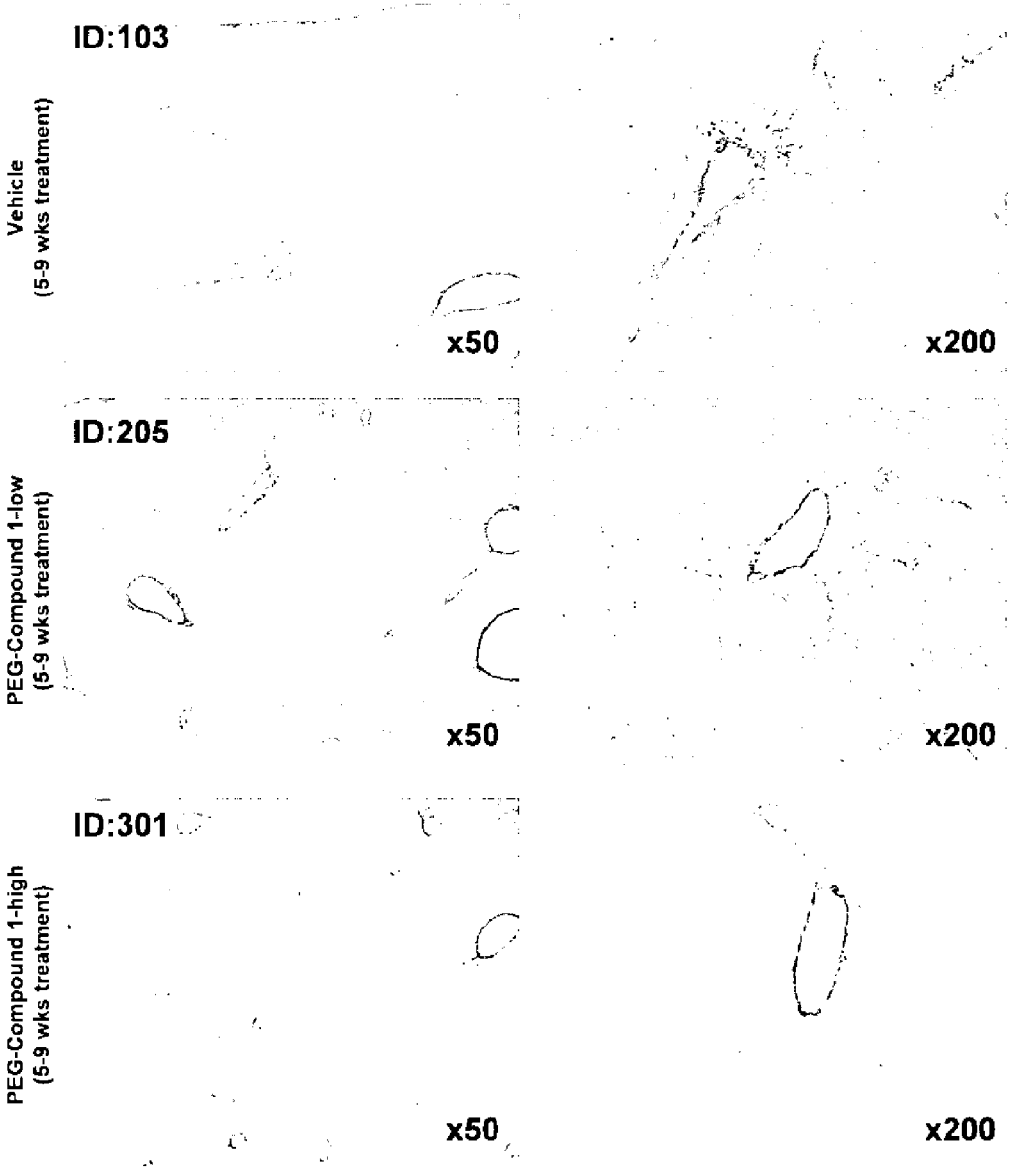 ID:103
Vehicle
(5-9 wks treatment)
x50
x200
ID:205
PEG-Compound 1-low
(5-9 wks treatment)
x50
x200
ID:301
PEG-Compound 1-high
(5-9 wks treatment)
x50
x200